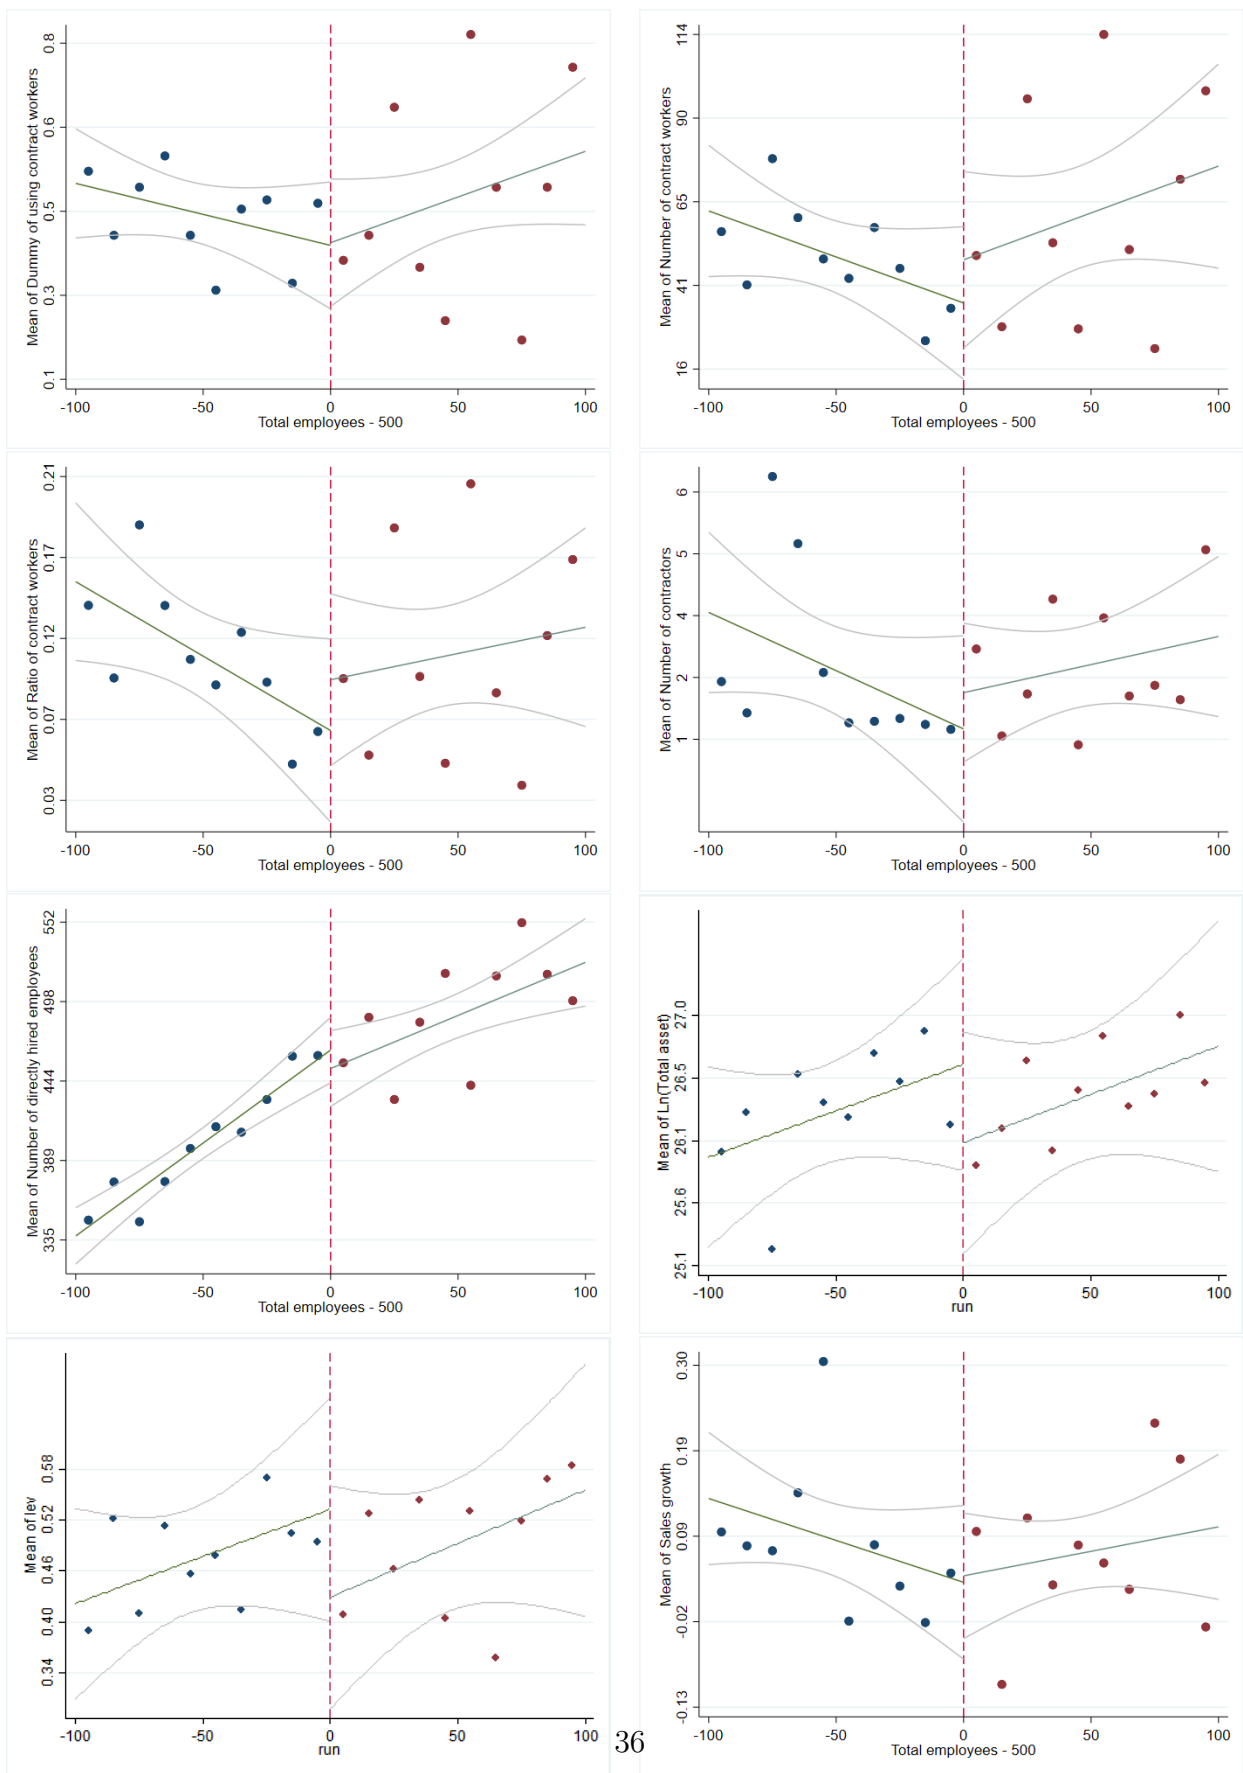 Mean of Dummy of using contract workers
0.8
0.6
0.5
0.3
0.1
-100 -50 0 50 100
Total employees - 500
Mean of Number of contract workers
114
90
65
41
16
-100 -50 0 50 100
Total employees - 500
Mean of Ratio of contract workers
0.21
0.17
0.12
0.07
0.03
-100 -50 0 50 100
Total employees - 500
Mean of Number of contractors
6
5
4
2
1
-100 -50 0 50 100
Total employees - 500
Mean of Number of directly hired employees
552
498
444
389
335
-100 -50 0 50 100
Total employees - 500
Mean of Ln(Total asset)
27.0
26.5
26.1
25.6
25.1
-100 -50 0 50 100
run
Mean of lev
0.58
0.52
0.46
0.40
0.34
-100 -50 0 50 100
run
Mean of Sales growth
0.30
0.19
0.09
-0.02
-0.13
-100 -50 0 50 100
Total employees - 500
36